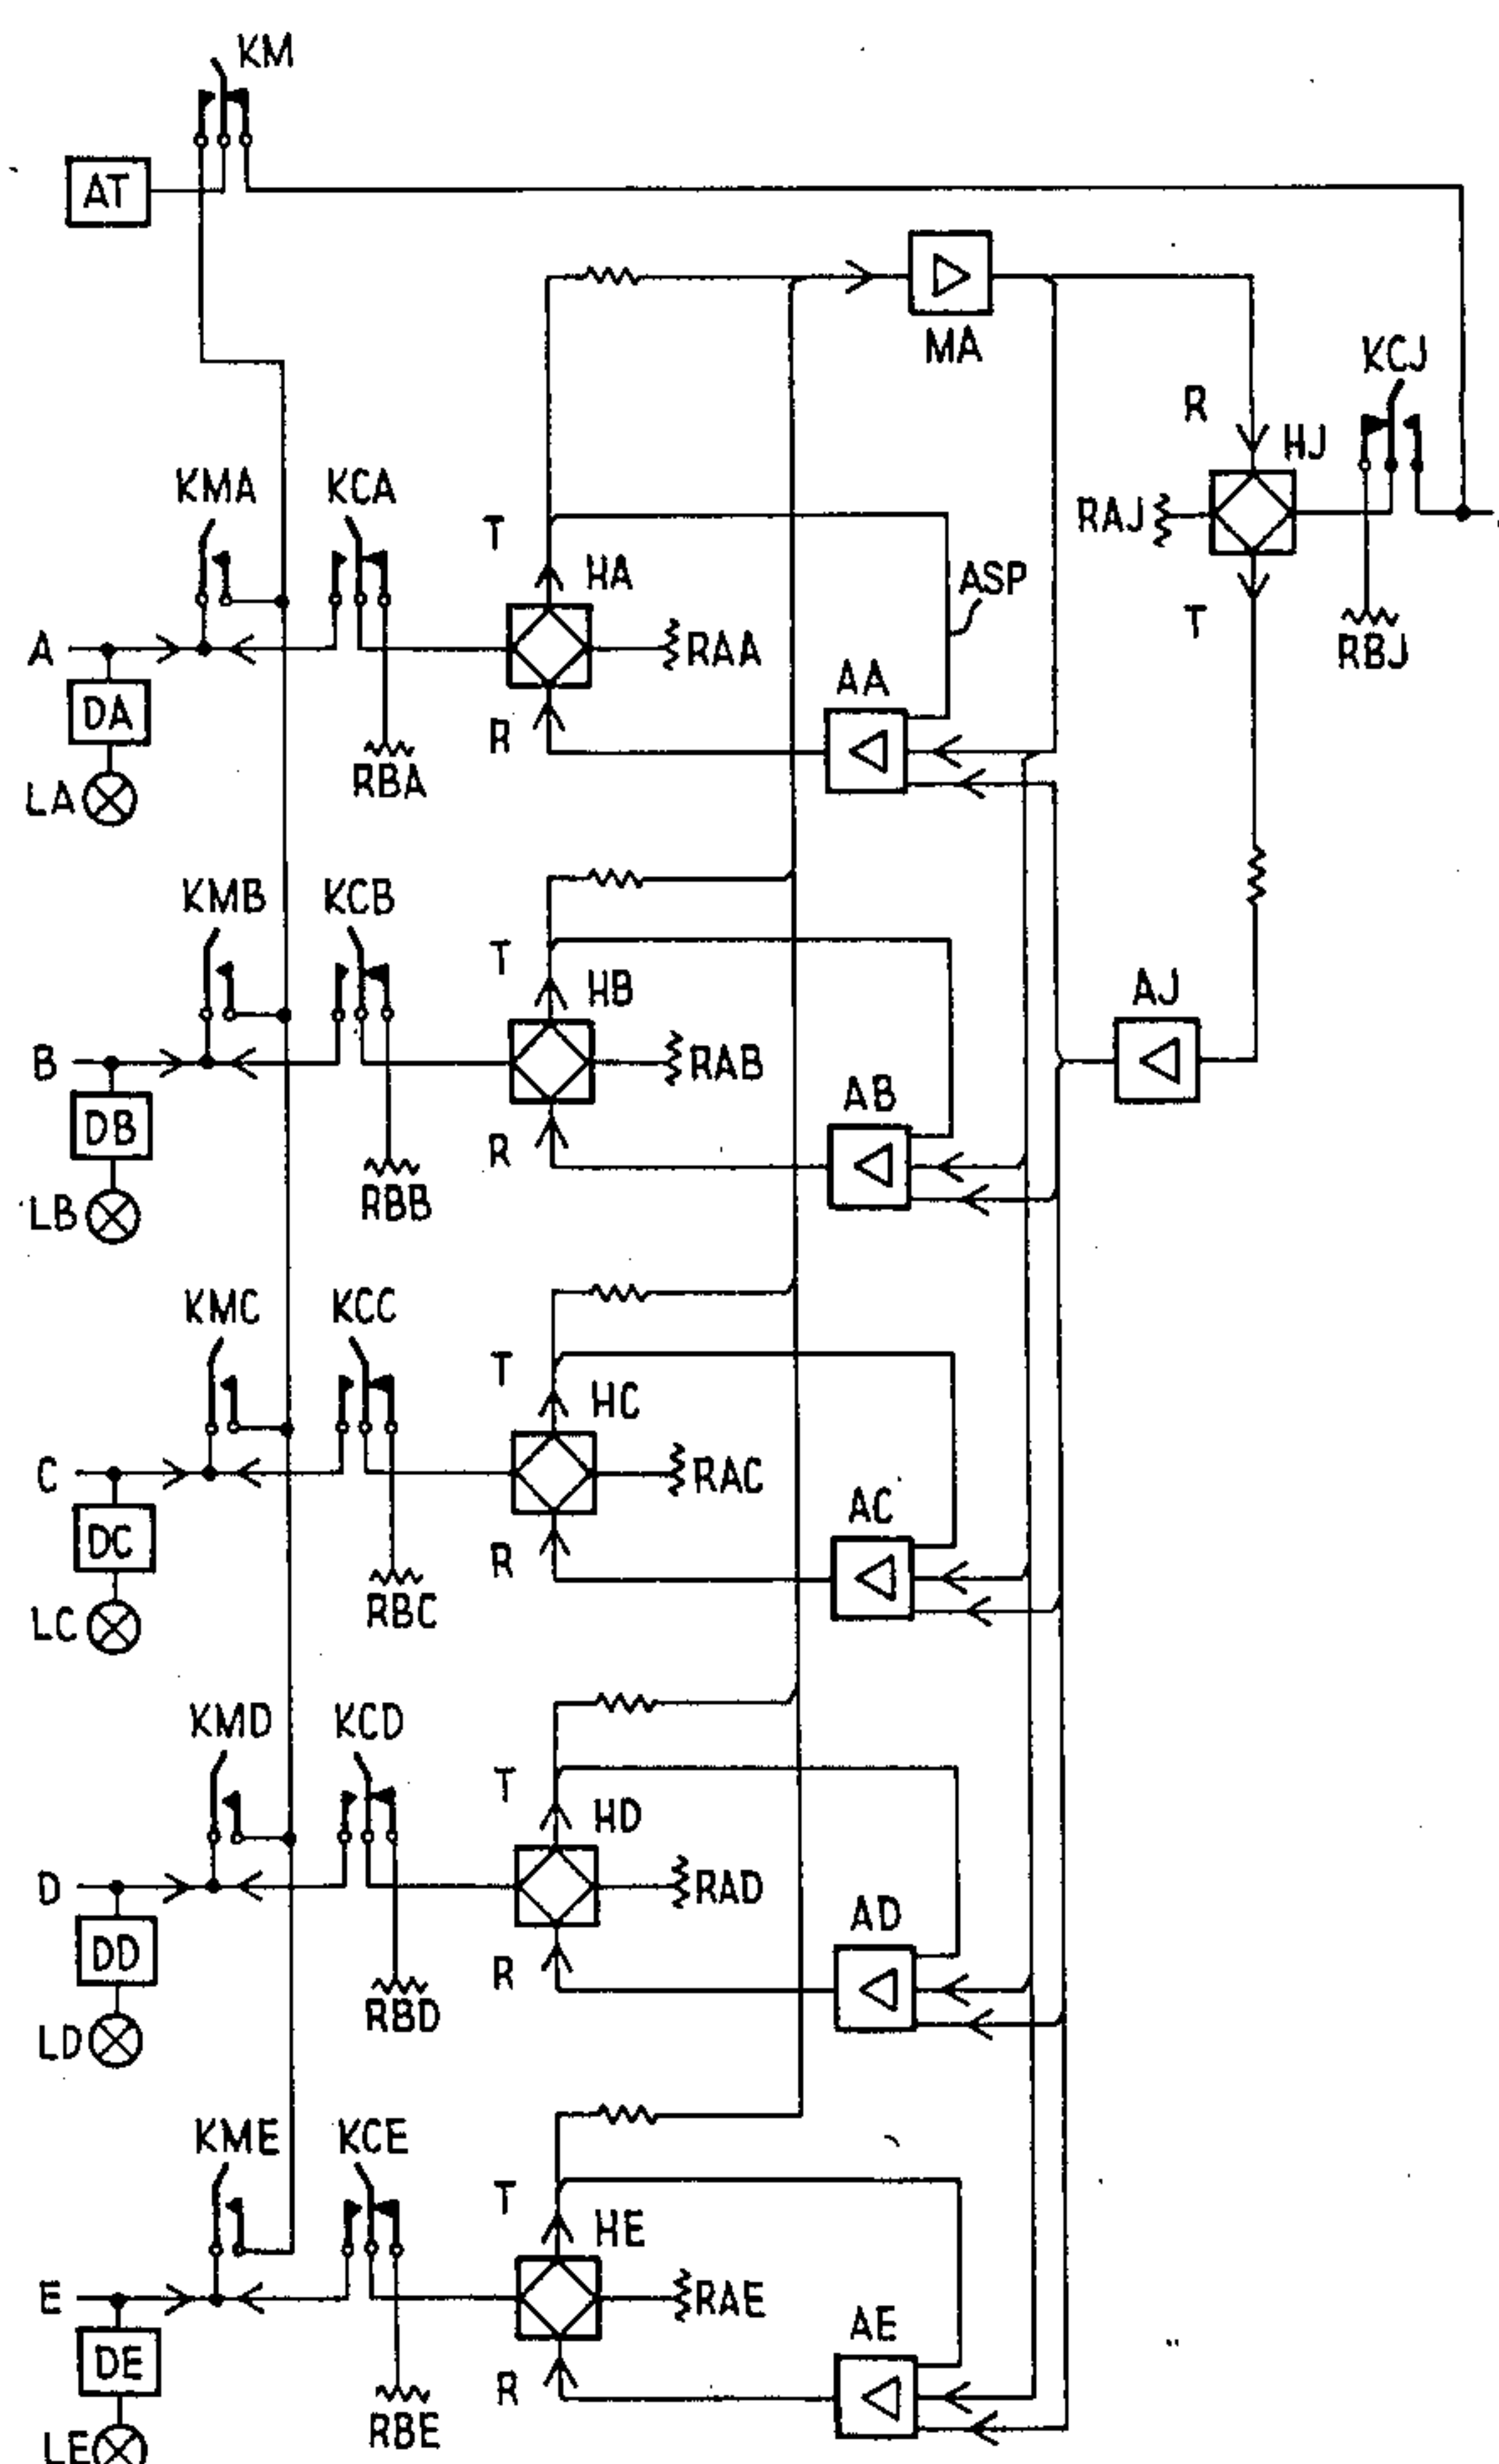 KM
AT
MA
KCJ
R
HJ
KMA KCA
RAJ
T
HA
ASP
T
A
RAA
RBJ
DA
AA
R
RBA
LA
KMB KCB
T
HB
AJ
B
RAB
DB
AB
R
RBB
LB
KMC KCC
T
HC
C
RAC
DC
AC
R
RBC
LC
KMD KCD
T
HD
D
RAD
DD
AD
R
RBD
LD
KME KCE
T
HE
E
RAE
DE
AE
R
RBE
LE